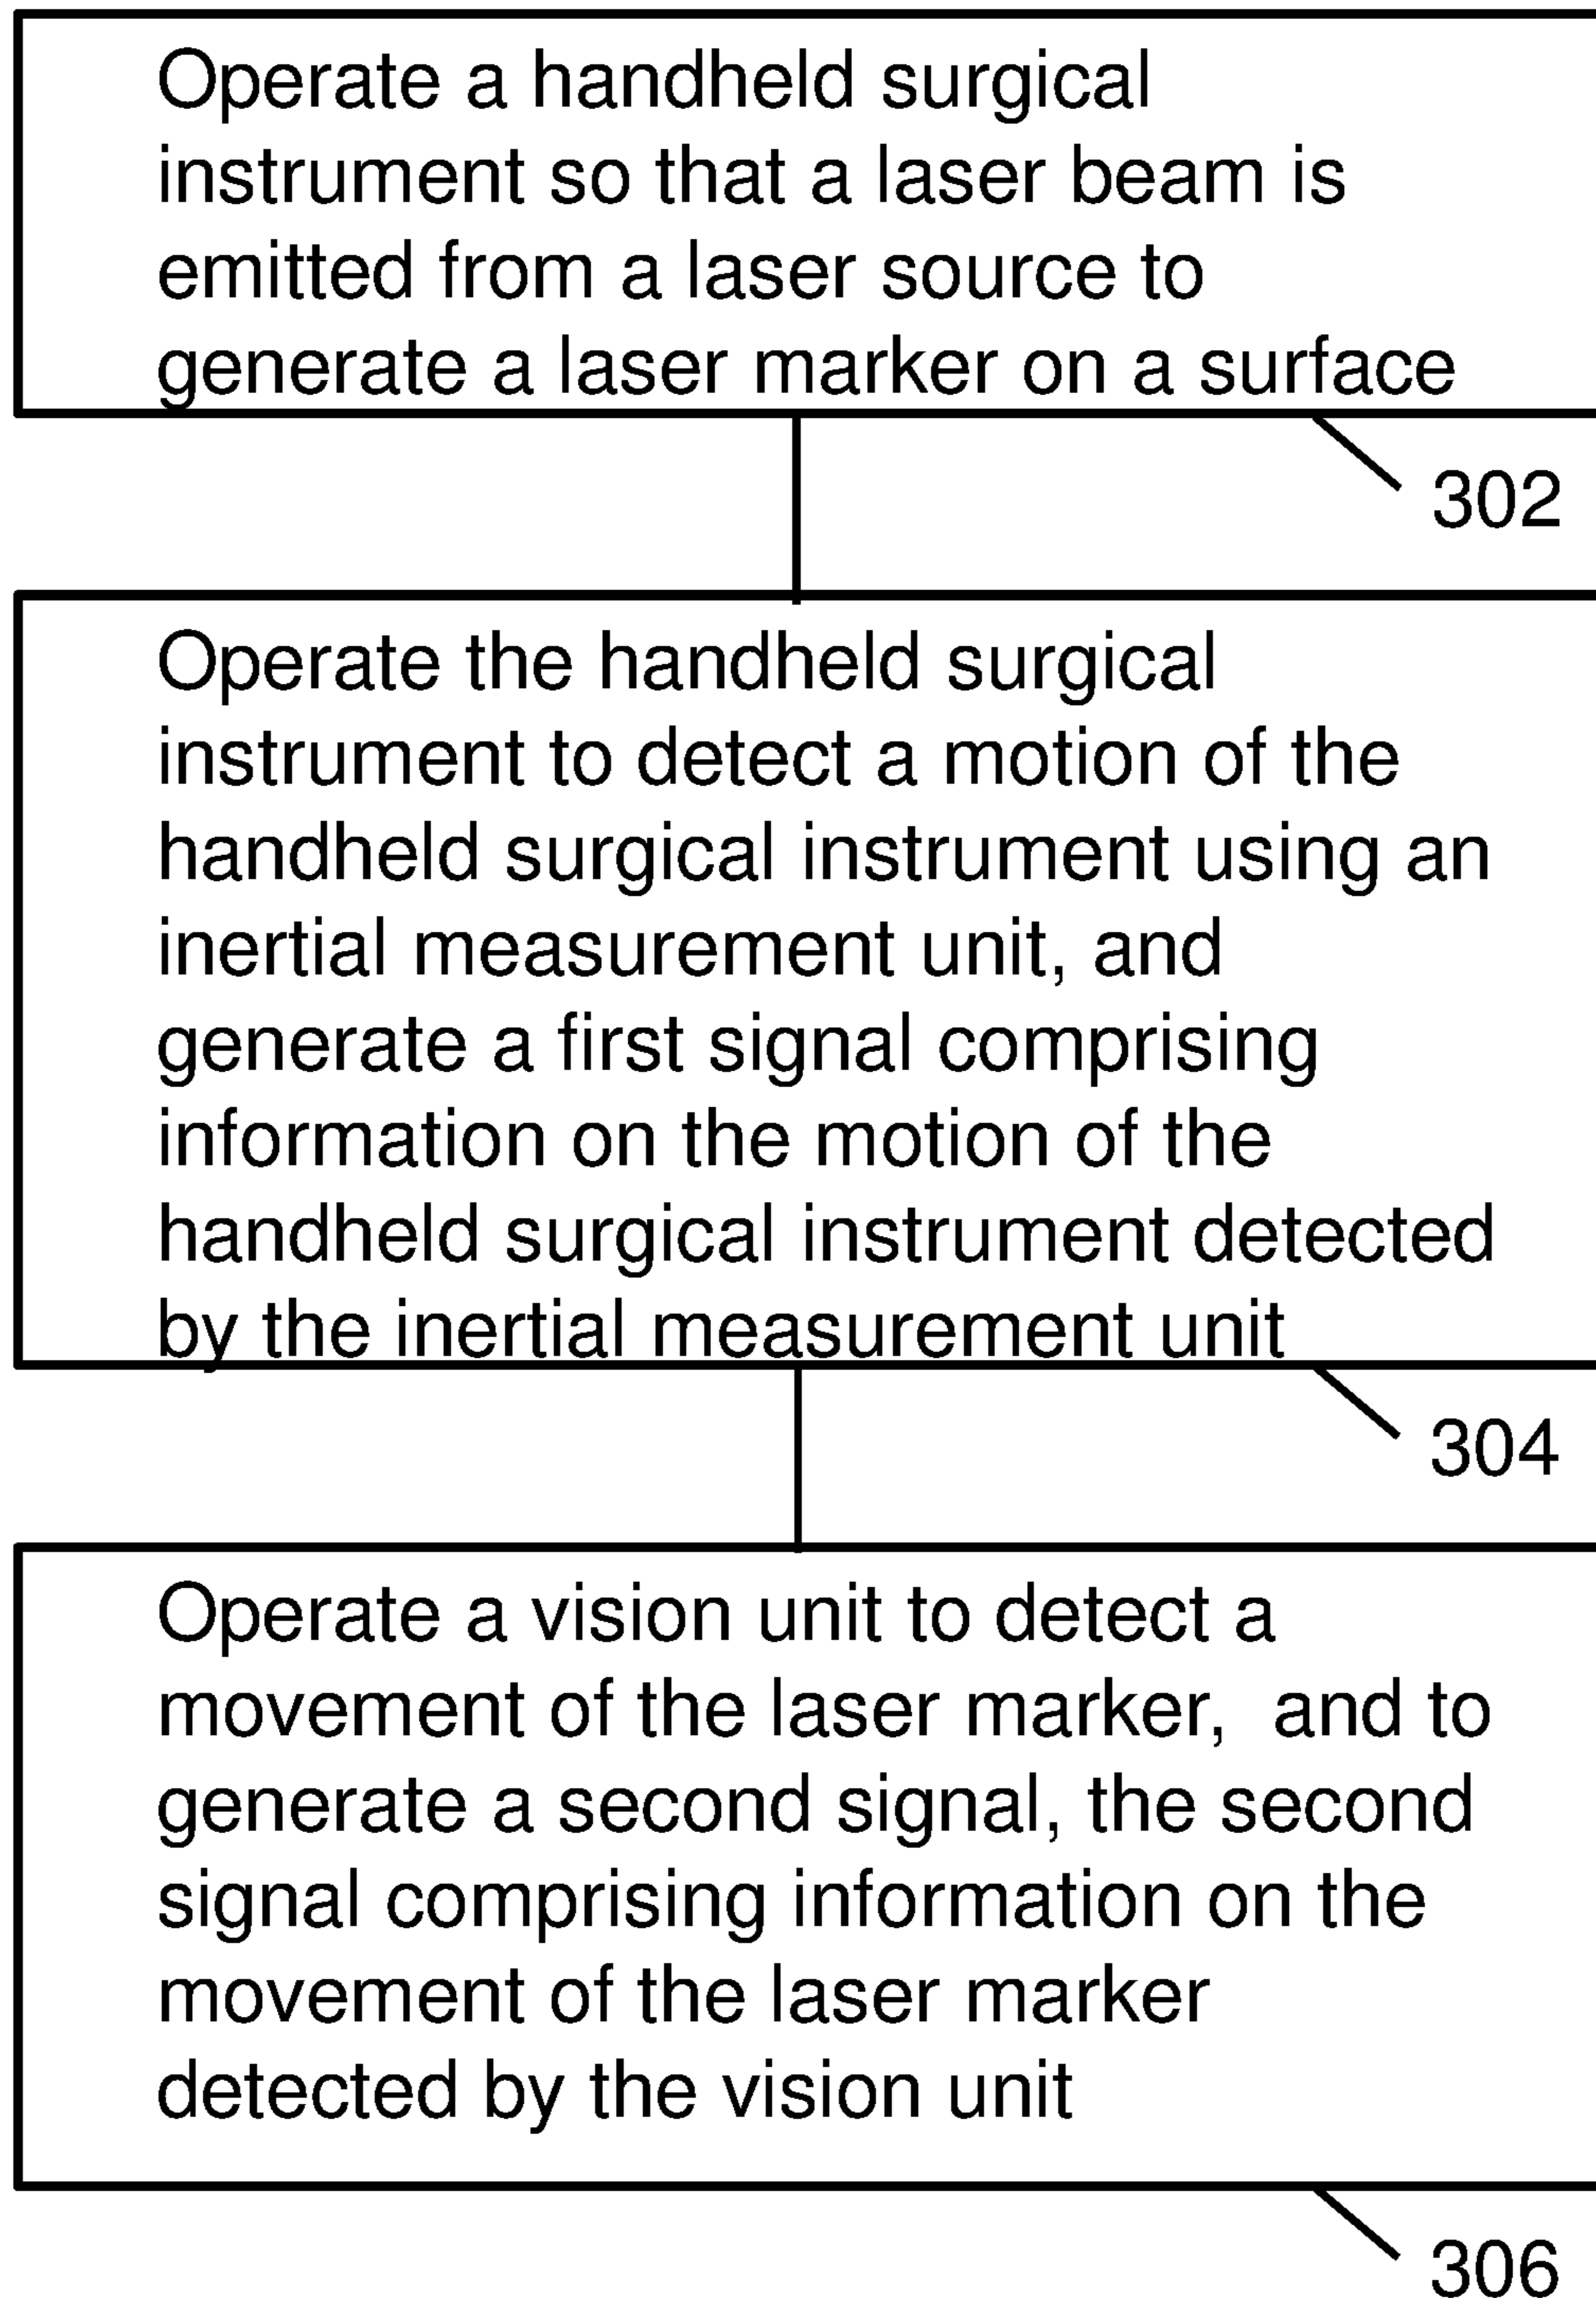 Operate a handheld surgical
instrument so that a laser beam is
emitted from a laser source to
generate a laser marker on a surface
302
Operate the handheld surgical
instrument to detect a motion of the
handheld surgical instrument using an
inertial measurement unit, and
generate a first signal comprising
information on the motion of the
handheld surgical instrument detected
by the inertial measurement unit
304
Operate a vision unit to detect a
movement of the laser marker,  and to
generate a second signal, the second
signal comprising information on the
movement of the laser marker
detected by the vision unit
306